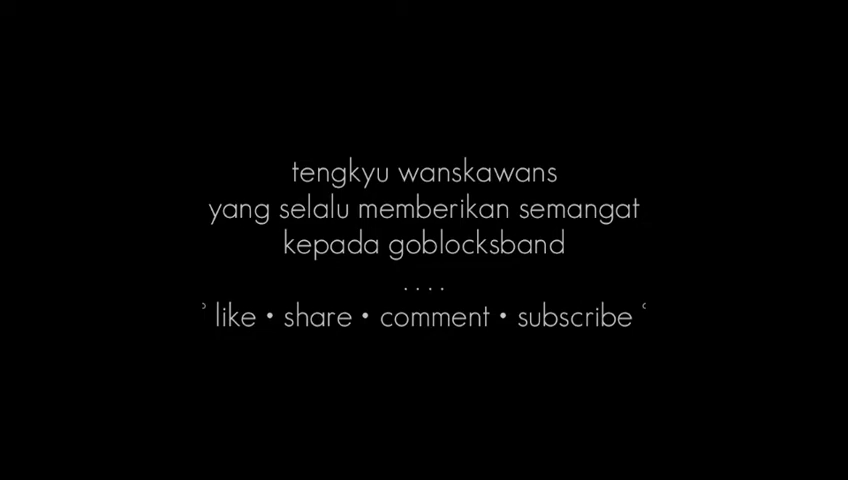 tengkyu wanskawans
yang selalu memberikan semangat
kepada goblocksband
....
° like • share • comment • subscribe °